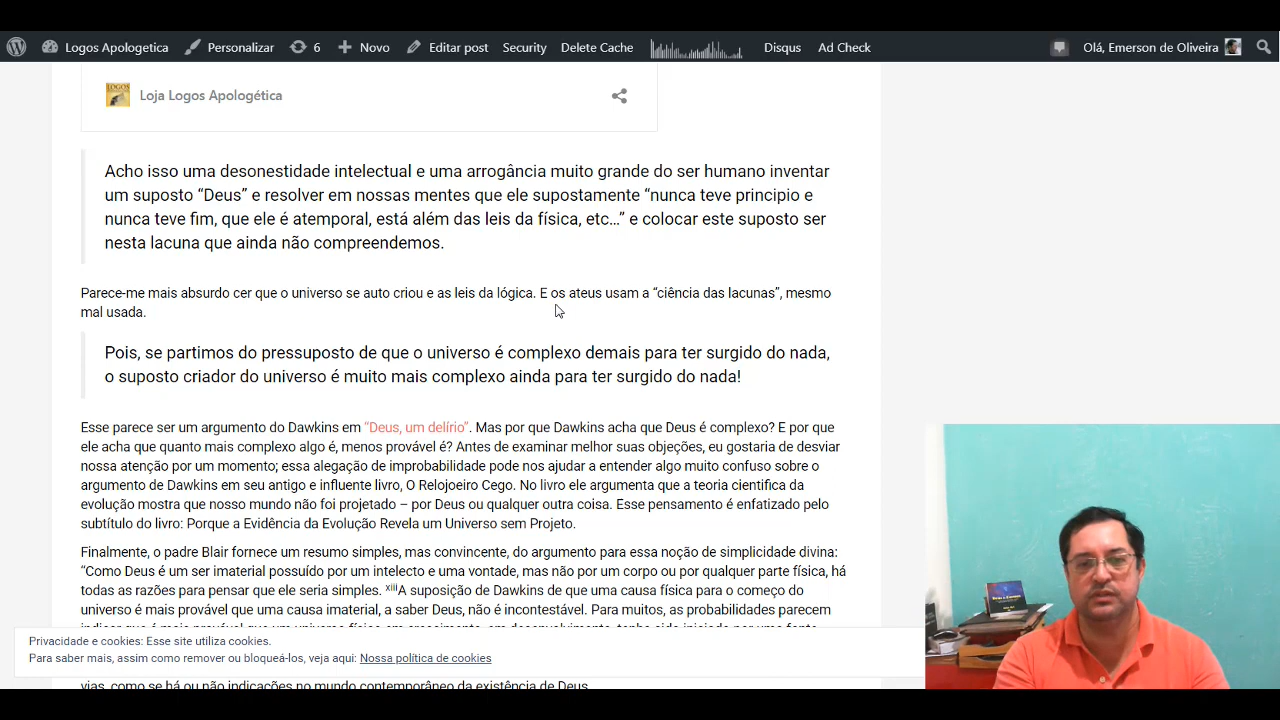 Logos Apologetica Personalizar 6 Novo Editar post Security Delete Cache Disqus Ad Check Olá, Emerson de Oliveira
LOGOS
Loja Logos Apologética
Acho isso uma desonestidade intelectual e uma arrogância muito grande do ser humano inventar
um suposto “Deus” e resolver em nossas mentes que ele supostamente “nunca teve principio e
nunca teve fim, que ele é atemporal, está além das leis da física, etc…” e colocar este suposto ser
nesta lacuna que ainda não compreendemos.
Parece-me mais absurdo cer que o universo se auto criou e as leis da lógica. E os ateus usam a “ciência das lacunas”, mesmo
mal usada.
Pois, se partimos do pressuposto de que o universo é complexo demais para ter surgido do nada,
o suposto criador do universo é muito mais complexo ainda para ter surgido do nada!
Esse parece ser um argumento do Dawkins em “Deus, um delírio”. Mas por que Dawkins acha que Deus é complexo? E por que
ele acha que quanto mais complexo algo é, menos provável é? Antes de examinar melhor suas objeções, eu gostaria de desviar
nossa atenção por um momento; essa alegação de improbabilidade pode nos ajudar a entender algo muito confuso sobre o
argumento de Dawkins em seu antigo e influente livro, O Relojoeiro Cego. No livro ele argumenta que a teoria cientifica da
evolução mostra que nosso mundo não foi projetado – por Deus ou qualquer outra coisa. Esse pensamento é enfatizado pelo
subtítulo do livro: Porque a Evidência da Evolução Revela um Universo sem Projeto.
Finalmente, o padre Blair fornece um resumo simples, mas convincente, do argumento para essa noção de simplicidade divina:
“Como Deus é um ser imaterial possuído por um intelecto e uma vontade, mas não por um corpo ou por qualquer parte física, há
todas as razões para pensar que ele seria simples. xiii A suposição de Dawkins de que uma causa física para o começo do
universo é mais provável que uma causa imaterial, a saber Deus, não é incontestável. Para muitos, as probabilidades parecem
Privacidade e cookies: Esse site utiliza cookies.
Para saber mais, assim como remover ou bloqueá-los, veja aqui: Nossa política de cookies
vias, como se há ou não indicações no mundo contemporâneo da existência de Deus.